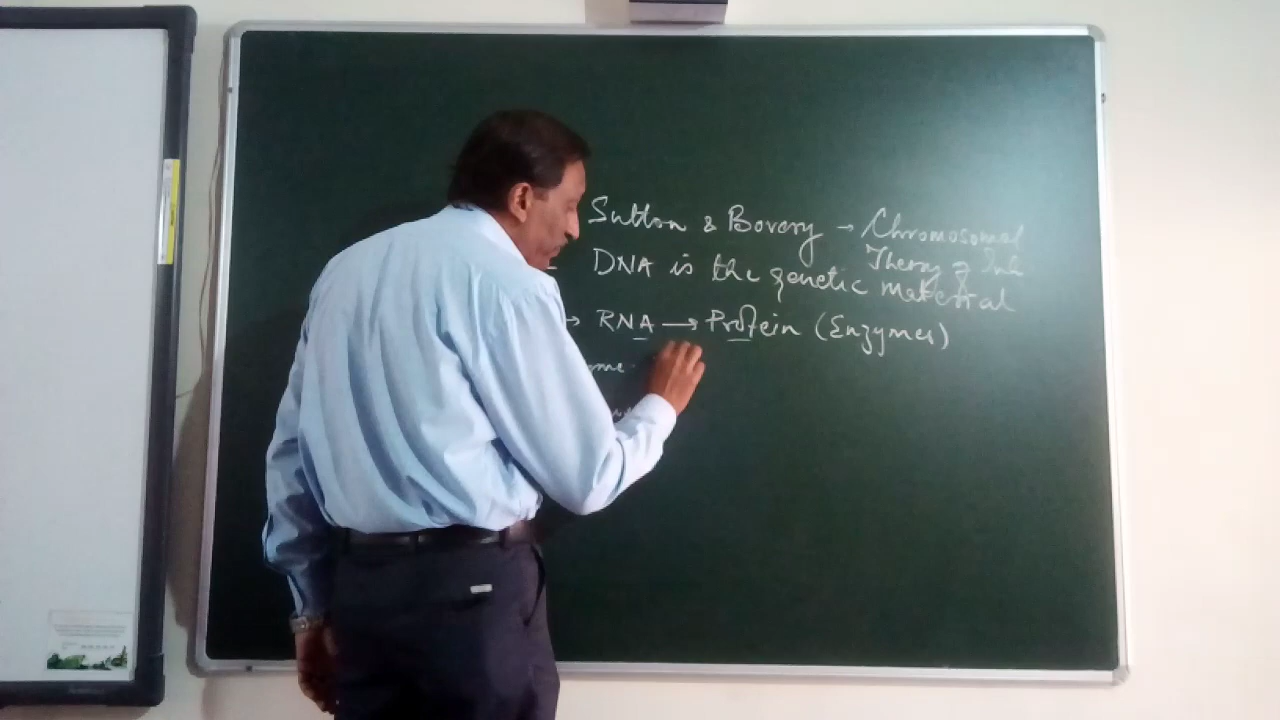 Sutton & Bovery → Chromosomal
Theory of Inh
DNA is the genetic material
→ RNA → Protein (Enzymes)